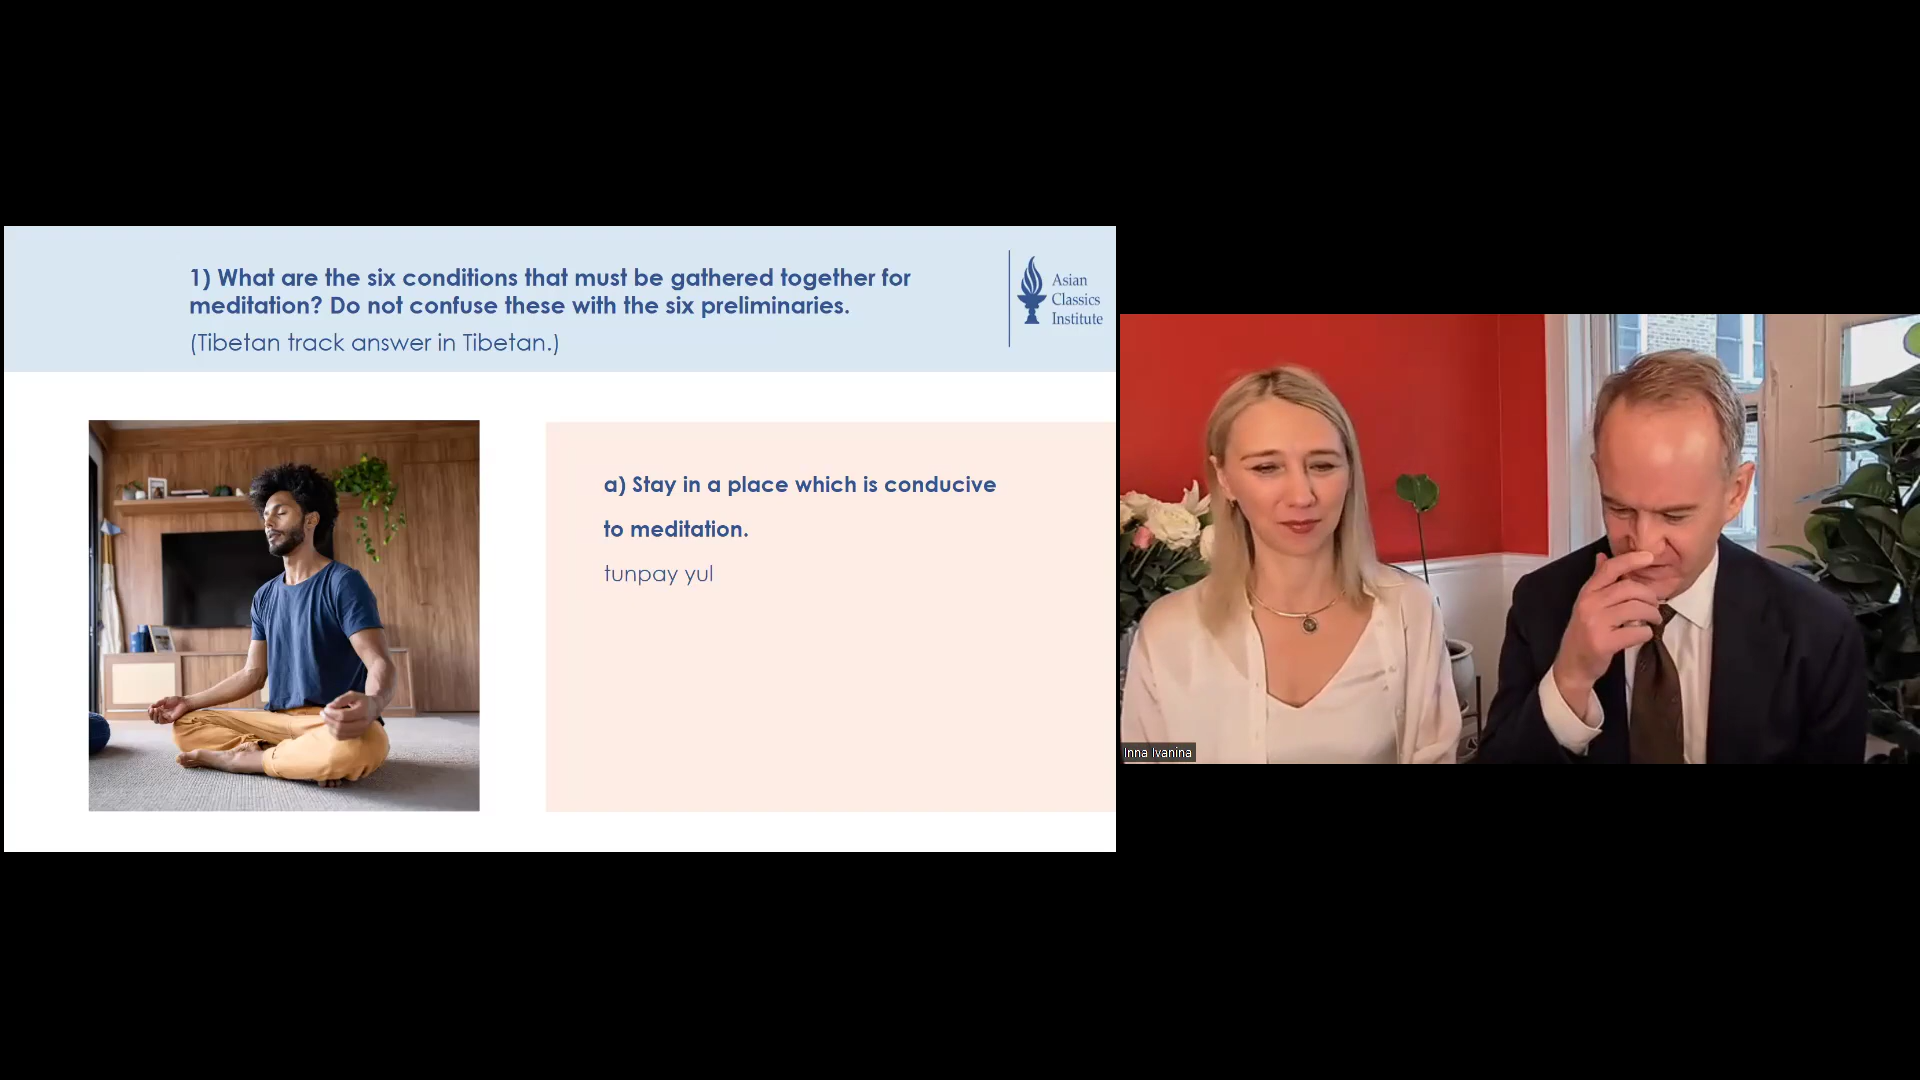 1) What are the six conditions that must be gathered together for
meditation? Do not confuse these with the six preliminaries.
(Tibetan track answer in Tibetan.)
Asian
Classics
Institute
a) Stay in a place which is conducive
to meditation.
tunpay yul
Inna Ivanina